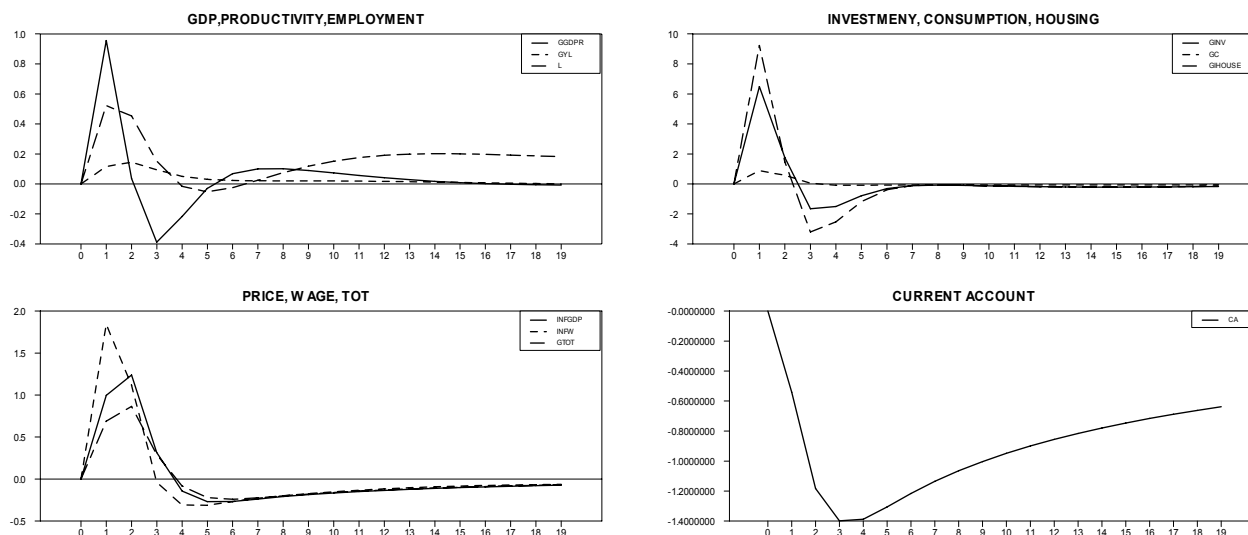 GDP,PRODUCTIVITY,EMPLOYMENT
1.0
0.8
0.6
0.4
0.2
0.0
-0.2
-0.4
0 1 2 3 4 5 6 7 8 9 10 11 12 13 14 15 16 17 18 19
GGDPR
GYL
L
INVESTMENY, CONSUMPTION, HOUSING
10
8
6
4
2
0
-2
-4
0 1 2 3 4 5 6 7 8 9 10 11 12 13 14 15 16 17 18 19
GINV
GC
GIHOUSE
PRICE, W AGE, TOT
2.0
1.5
1.0
0.5
0.0
-0.5
0 1 2 3 4 5 6 7 8 9 10 11 12 13 14 15 16 17 18 19
INFGDP
INFW
GTOT
CURRENT ACCOUNT
-0.0000000
-0.2000000
-0.4000000
-0.6000000
-0.8000000
-1.0000000
-1.2000000
-1.4000000
0 1 2 3 4 5 6 7 8 9 10 11 12 13 14 15 16 17 18 19
CA